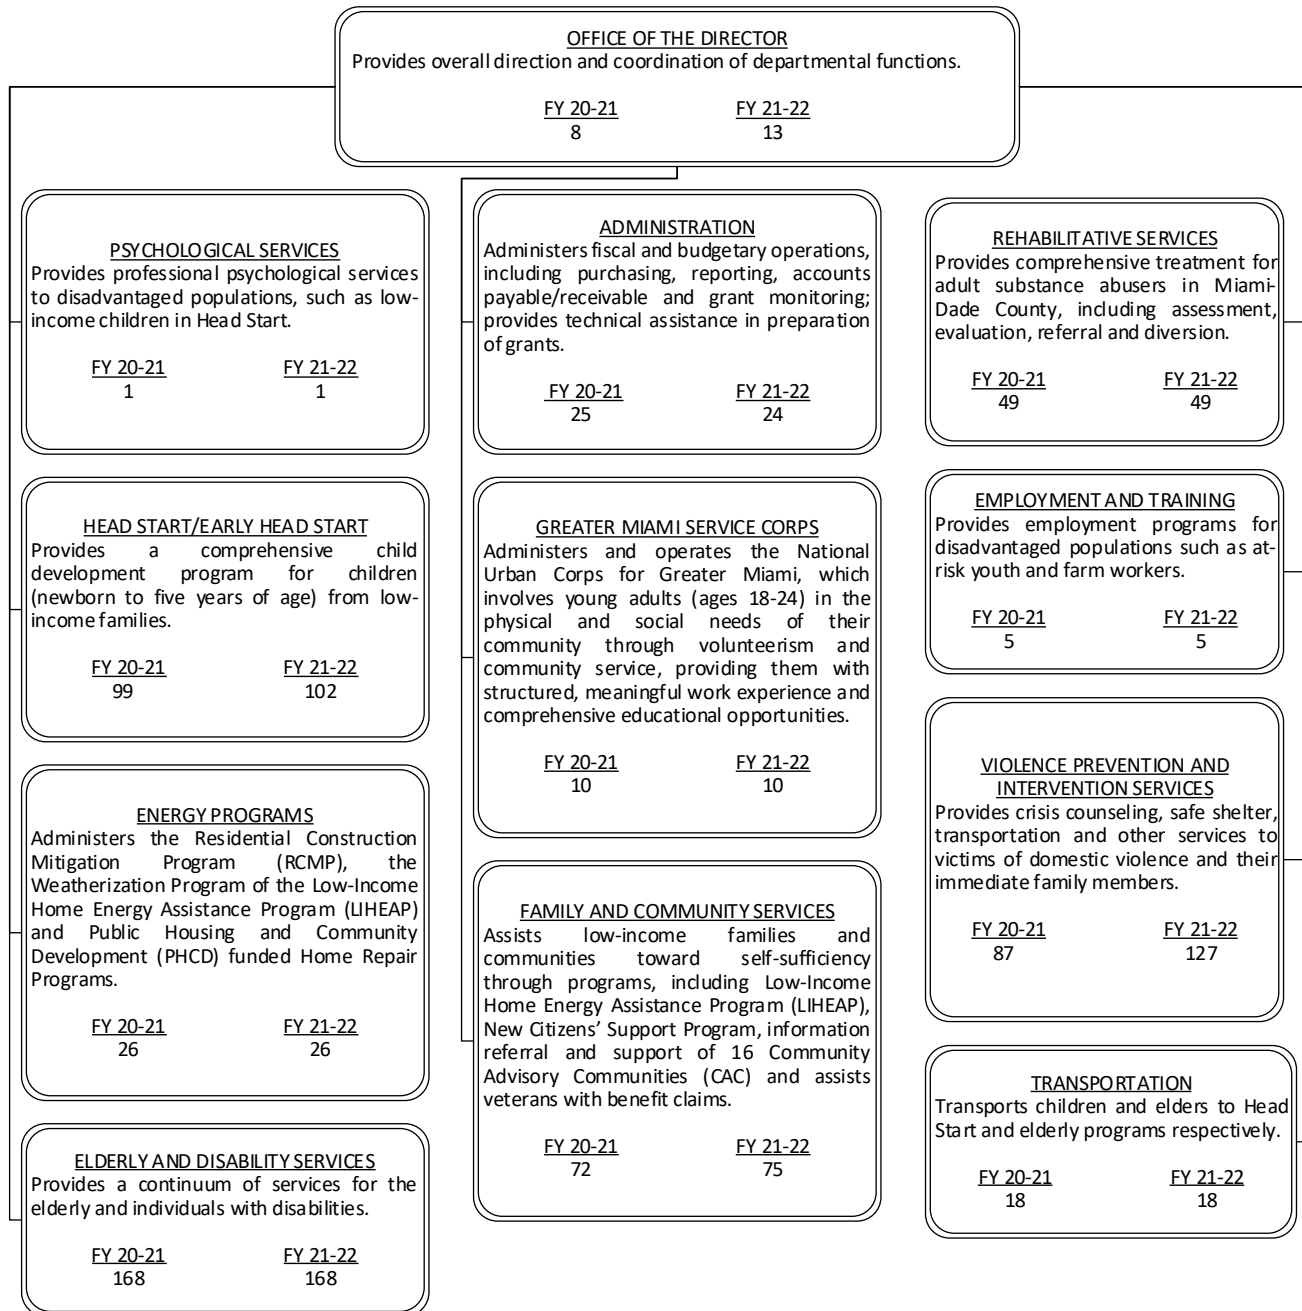 OFFICE OF THE DIRECTOR
Provides overall direction and coordination of departmental functions.
FY 20-21 FY 21-22
8 13
PSYCHOLOGICAL SERVICES
Provides professional psychological services
to disadvantaged populations, such as low-
income children in Head Start.
FY 20-21 FY 21-22
1 1
HEAD START/EARLY HEAD START
Provides a comprehensive child
development program for children
(newborn to five years of age) from low-
income families.
FY 20-21 FY 21-22
99 102
ENERGY PROGRAMS
Administers the Residential Construction
Mitigation Program (RCMP), the
Weatherization Program of the Low-Income
Home Energy Assistance Program (LIHEAP)
and Public Housing and Community
Development (PHCD) funded Home Repair
Programs.
FY 20-21 FY 21-22
26 26
ELDERLY AND DISABILITY SERVICES
Provides a continuum of services for the
elderly and individuals with disabilities.
FY 20-21 FY 21-22
168 168
ADMINISTRATION
Administers fiscal and budgetary operations,
including purchasing, reporting, accounts
payable/receivable and grant monitoring;
provides technical assistance in preparation
of grants.
FY 20-21 FY 21-22
25 24
GREATER MIAMI SERVICE CORPS
Administers and operates the National
Urban Corps for Greater Miami, which
involves young adults (ages 18-24) in the
physical and social needs of their
community through volunteerism and
community service, providing them with
structured, meaningful work experience and
comprehensive educational opportunities.
FY 20-21 FY 21-22
10 10
FAMILY AND COMMUNITY SERVICES
Assists low-income families and
communities toward self-sufficiency
through programs, including Low-Income
Home Energy Assistance Program (LIHEAP),
New Citizens’ Support Program, information
referral and support of 16 Community
Advisory Communities (CAC) and assists
veterans with benefit claims.
FY 20-21 FY 21-22
72 75
REHABILITATIVE SERVICES
Provides comprehensive treatment for
adult substance abusers in Miami-
Dade County, including assessment,
evaluation, referral and diversion.
FY 20-21 FY 21-22
49 49
EMPLOYMENT AND TRAINING
Provides employment programs for
disadvantaged populations such as at-
risk youth and farm workers.
FY 20-21 FY 21-22
5 5
VIOLENCE PREVENTION AND
INTERVENTION SERVICES
Provides crisis counseling, safe shelter,
transportation and other services to
victims of domestic violence and their
immediate family members.
FY 20-21 FY 21-22
87 127
TRANSPORTATION
Transports children and elders to Head
Start and elderly programs respectively.
FY 20-21 FY 21-22
18 18